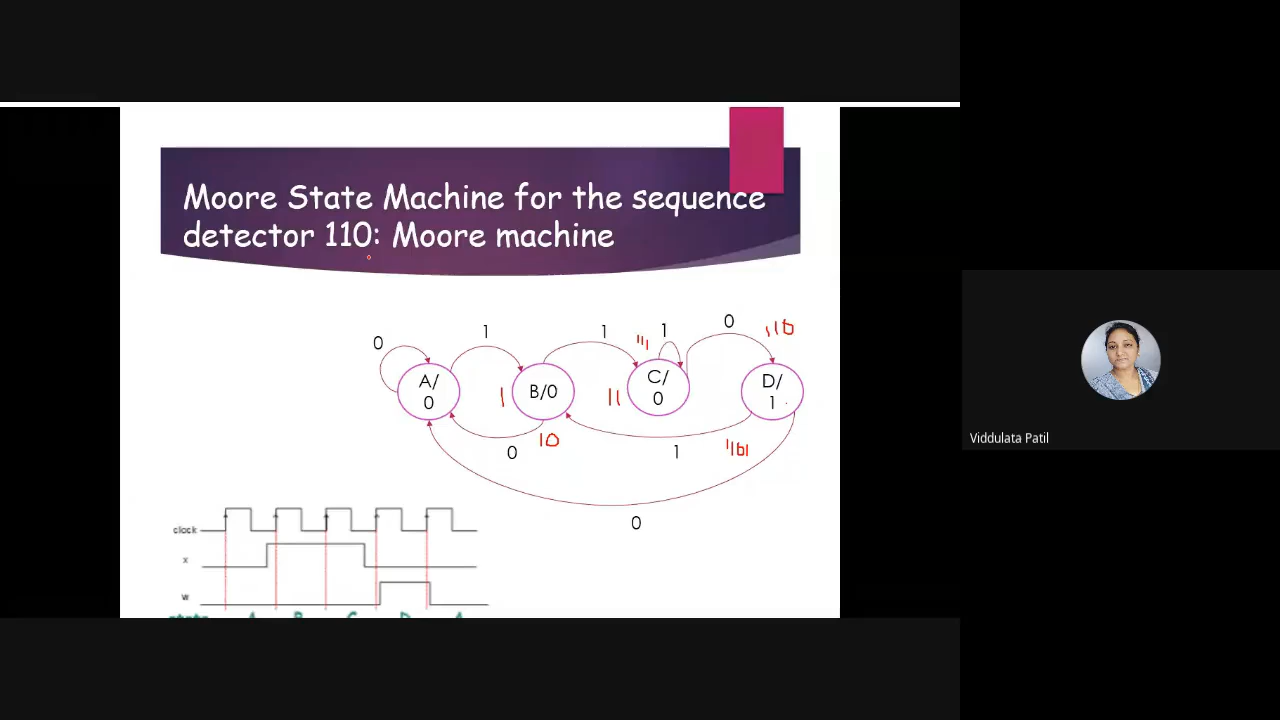 Moore State Machine for the sequence
detector 110: Moore machine
0
1
1
111
1
0
110
A/
0
1
B/0
11
C/
0
D/
1
0
10
1
1101
0
clock
x
w
Viddulata Patil